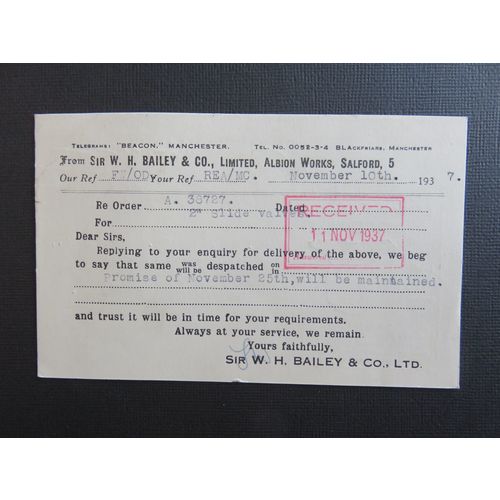 TELEGRAMS: "BEACON," MANCHESTER. TEL. NO. 0052-3-4 BLACKFRIARS, MANCHESTER
From SIR W. H. BAILEY & CO., LIMITED, ALBION WORKS, SALFORD, 5
Our Ref Your Ref REA/MC. November 10th. 1937.
Re Order A. 38727. Dated
For 2" Slide Valves.
RECEIVED
11 NOV 1937
Dear Sirs,
Replying to your enquiry for delivery of the above, we beg
to say that same was will be despatched on in
Promise of November 25th, will be maintained.
and trust it will be in time for your requirements.
Always at your service, we remain
Yours faithfully,
SIR W. H. BAILEY & CO., LTD.